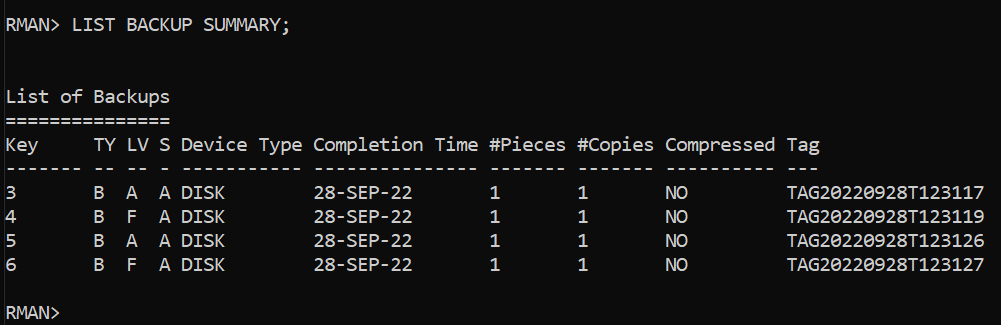 RMAN> LIST BACKUP SUMMARY;
List of Backups
===============
Key     TY LV S Device Type Completion Time #Pieces #Copies Compressed Tag
------- -- -- - ----------- --------------- ------- ------- ---------- ---
3       B  A  A DISK        28-SEP-22       1       1       NO         TAG20220928T123117
4       B  F  A DISK        28-SEP-22       1       1       NO         TAG20220928T123119
5       B  A  A DISK        28-SEP-22       1       1       NO         TAG20220928T123126
6       B  F  A DISK        28-SEP-22       1       1       NO         TAG20220928T123127
RMAN>